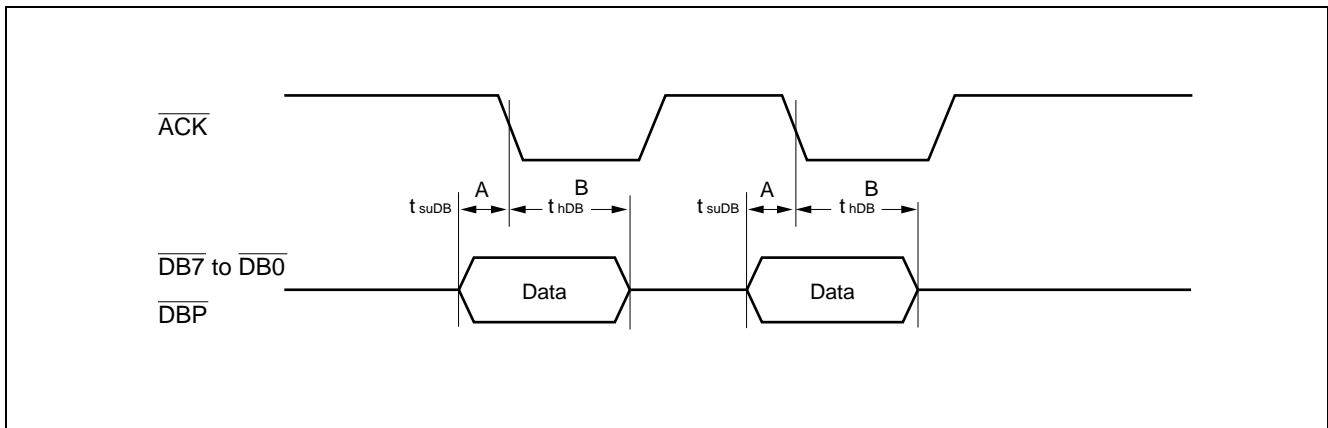 ACK
A B A B
t suDB t hDB t suDB t hDB
DB7 to DB0
Data Data
DBP